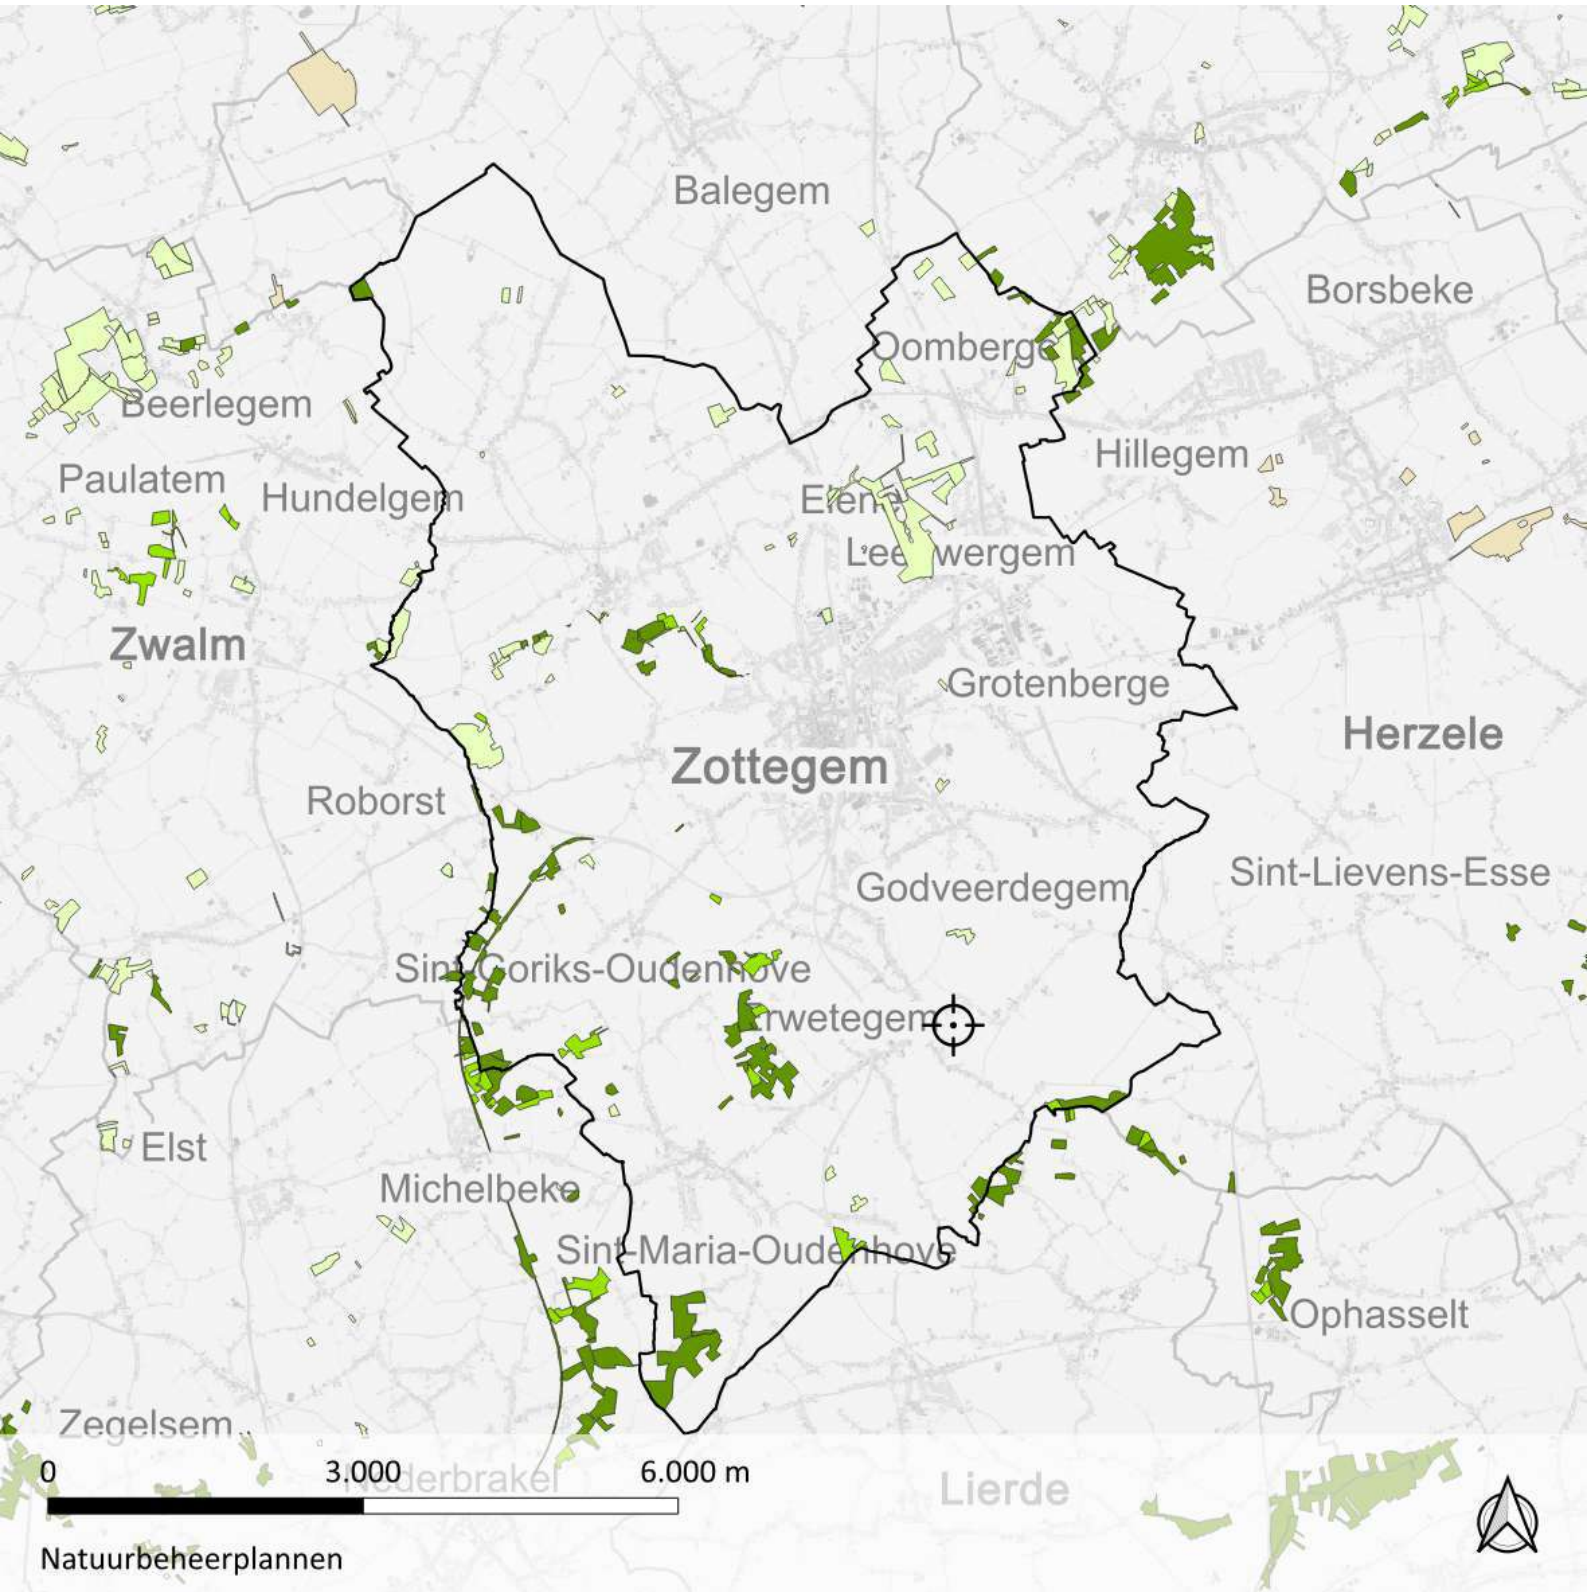 Balegem
Borsbeke
Oomberge
Beerlegem
Hillegem
Paulatem
Hundelgem
Elene
Leeuwergem
Zwalm
Grotenberge
Herzele
Zottegem
Roborst
Sint-Lievens-Esse
Godveerdegem
Sint-Goriks-Oudenhove
Erwetegem
Elst
Michelbeke
Sint-Maria-Oudenhove
Ophasselt
Zegelsem
0 3.000 6.000 m
Nederbrakel
Lierde
Natuurbeheerplannen